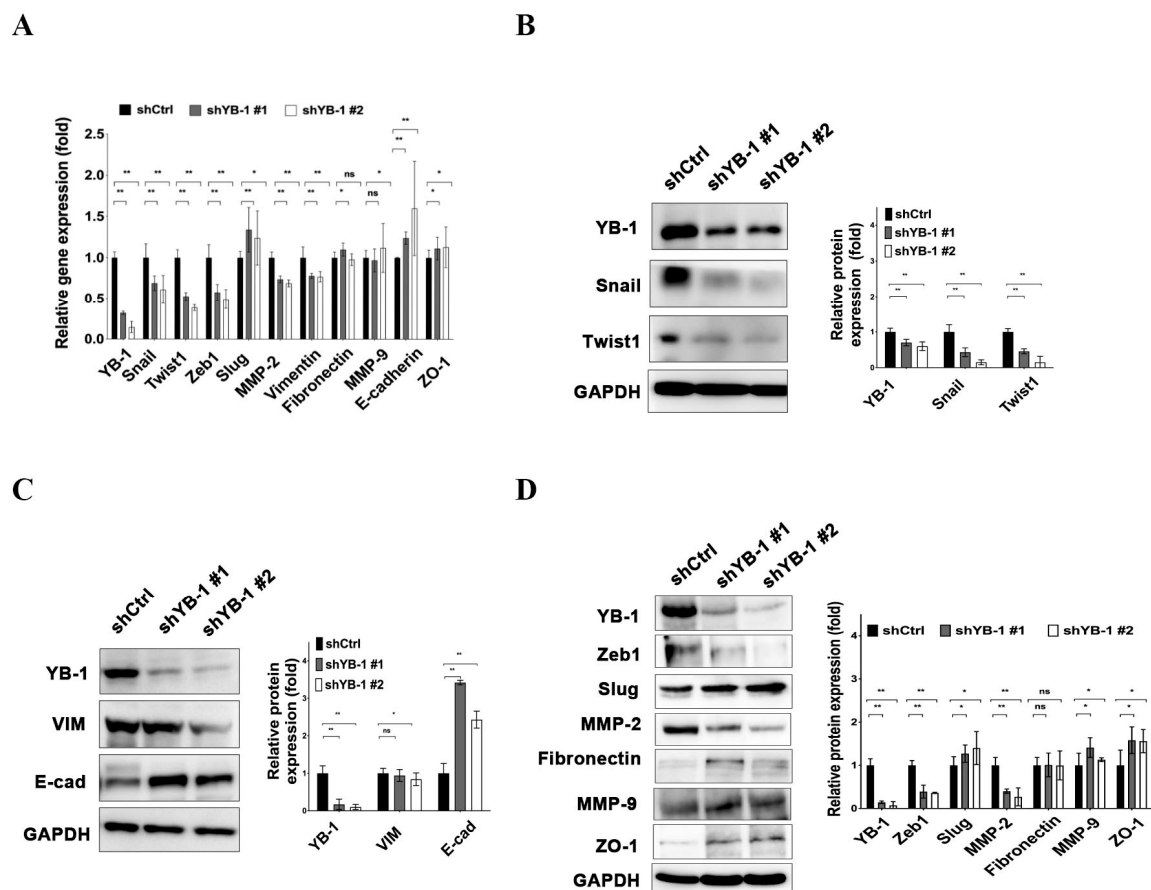 A
shCtrl shYB-1 #1 shYB-1 #2
Relative gene expression (fold)
2.5
2.0
1.5
1.0
0.5
0.0
** ** ** ** * ** ** ns * ** *
** ** ** ** ** ** ** * ns ** *
YB-1 Snail Twist1 Zeb1 Slug MMP-2 Vimentin Fibronectin MMP-9 E-cadherin ZO-1
B
shCtrl shYB-1 #1 shYB-1 #2
YB-1
Snail
Twist1
GAPDH
shCtrl
shYB-1 #1
shYB-1 #2
Relative protein
expression (fold)
4
2
0
** ** **
** ** **
YB-1 Snail Twist1
C
shCtrl shYB-1 #1 shYB-1 #2
YB-1
VIM
E-cad
GAPDH
shCtrl
shYB-1 #1
shYB-1 #2
Relative protein
expression (fold)
4
2
0
** * **
** ns **
YB-1 VIM E-cad
D
shCtrl shYB-1 #1 shYB-1 #2
YB-1
Zeb1
Slug
MMP-2
Fibronectin
MMP-9
ZO-1
GAPDH
shCtrl shYB-1 #1 shYB-1 #2
Relative protein expression (fold)
4
2
0
** ** * ** ns * *
** ** * ** ns * *
YB-1 Zeb1 Slug MMP-2 Fibronectin MMP-9 ZO-1